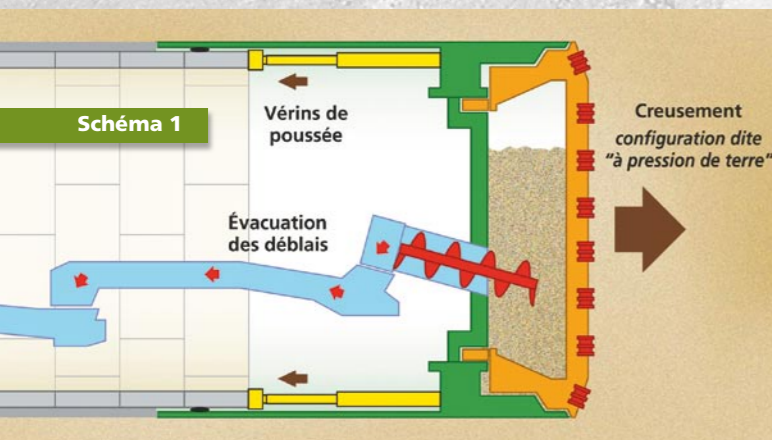 Schéma 1
Vérins de
poussée
Évacuation
des déblais
Creusement
configuration dite
"à pression de terre"